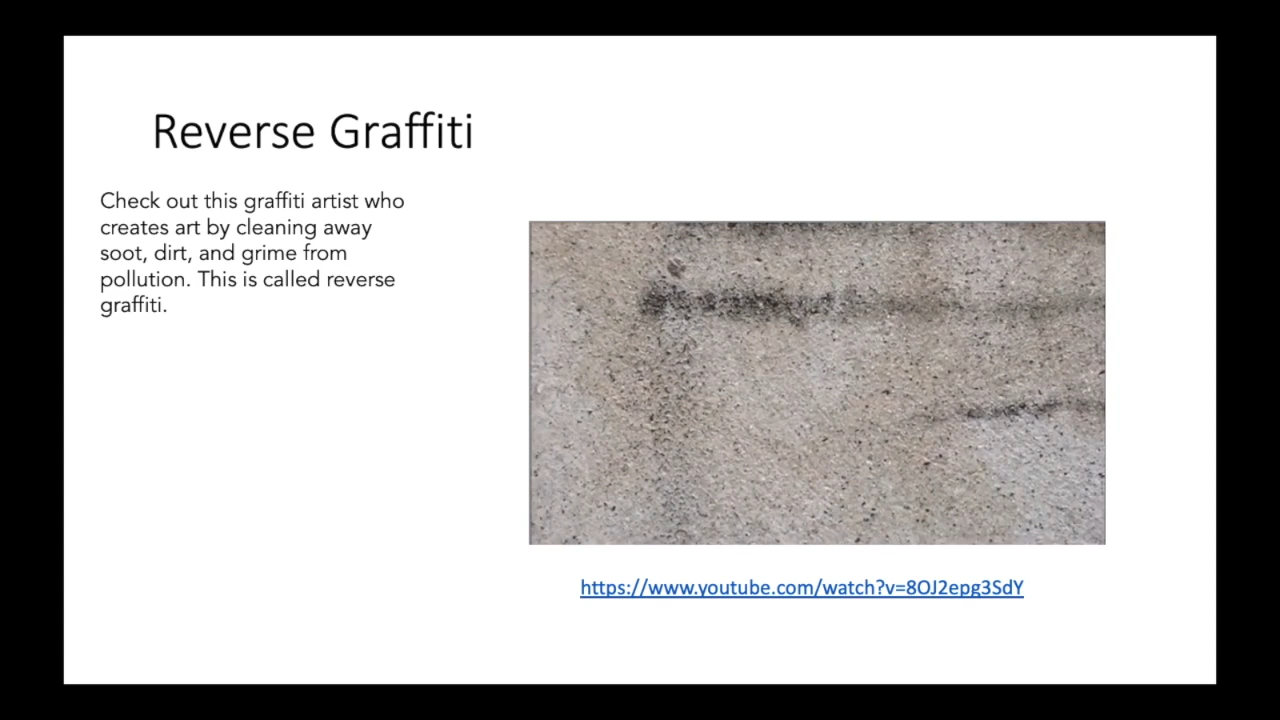 Reverse Graffiti
Check out this graffiti artist who
creates art by cleaning away
soot, dirt, and grime from
pollution. This is called reverse
graffiti.
https://www.youtube.com/watch?v=8OJ2epg3SdY